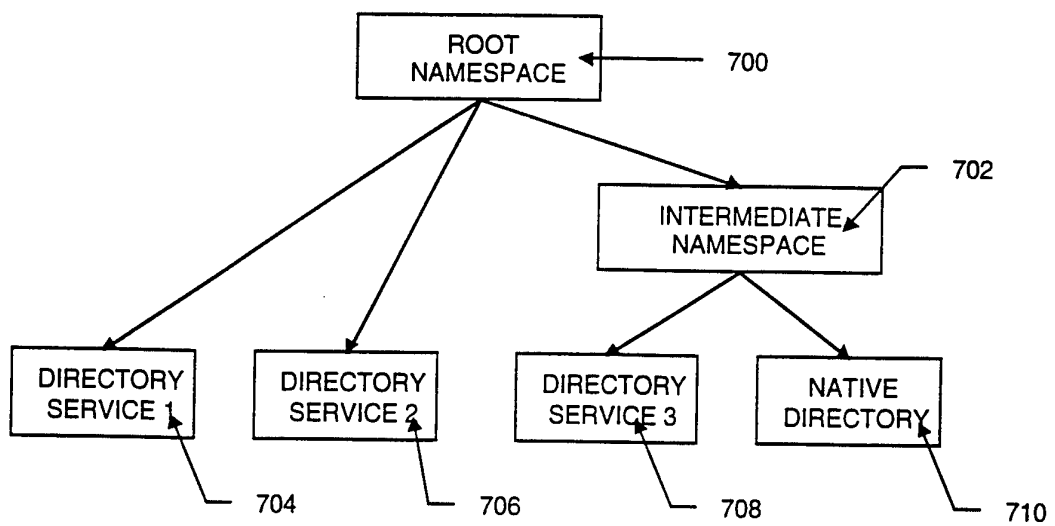 ROOT
NAMESPACE
700
702
INTERMEDIATE
NAMESPACE
DIRECTORY
SERVICE 1
DIRECTORY
SERVICE 2
DIRECTORY
SERVICE 3
NATIVE
DIRECTORY
704
706
708
710